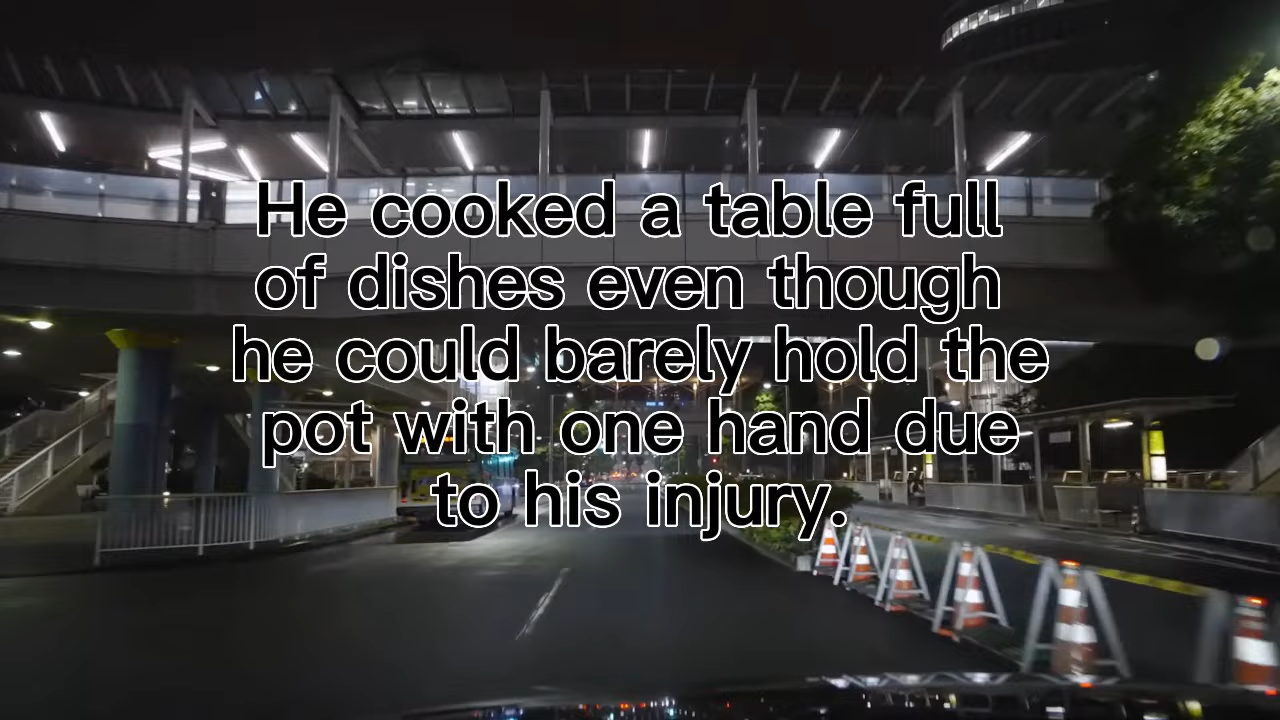 He cooked a table full
of dishes even though
he could barely hold the
pot with one hand due
to his injury.